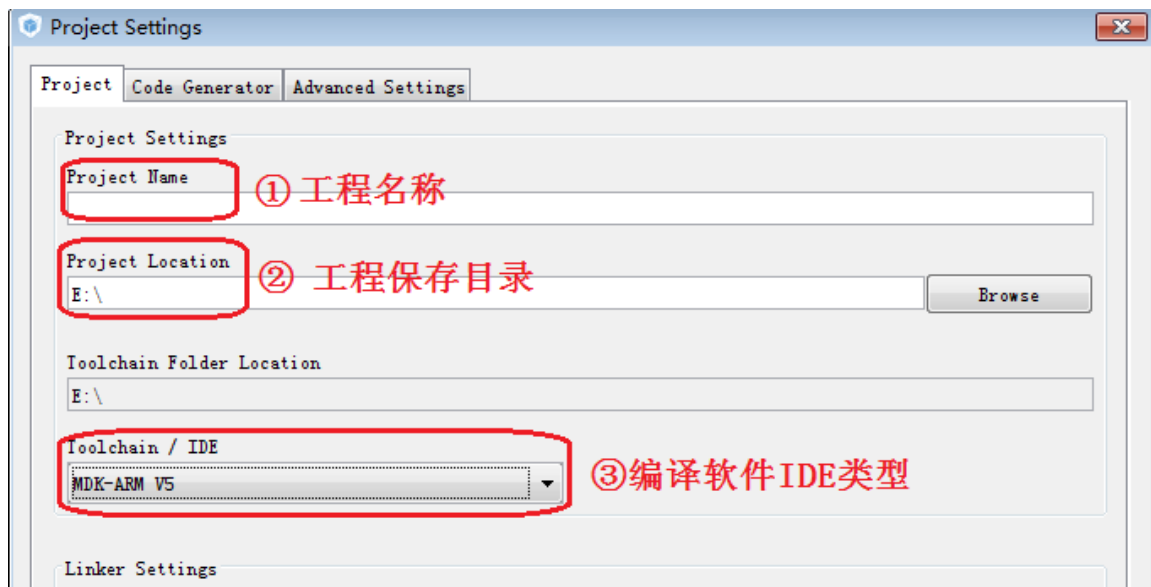 Project Settings
Project Code Generator Advanced Settings
Project Settings
Project Name
① 工程名称
Project Location
② 工程保存目录
E:\
Browse
Toolchain Folder Location
E:\
Toolchain / IDE
MDK-ARM V5
③编译软件IDE类型
Linker Settings